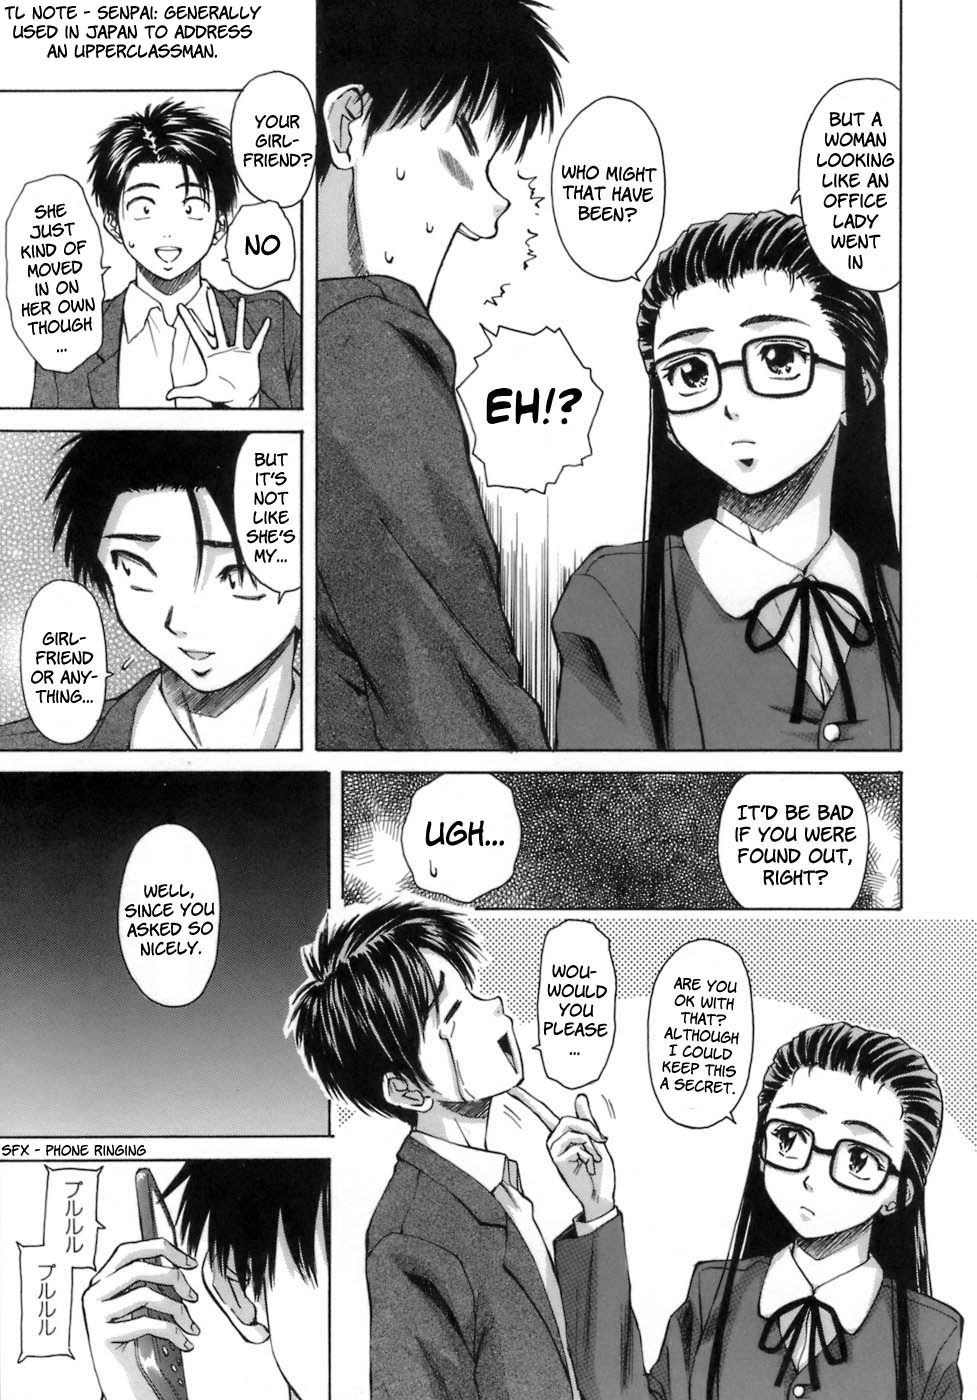 TL NOTE - SENPAI: GENERALLY
USED IN JAPAN TO ADDRESS
AN UPPERCLASSMAN.
BUT A
WOMAN
LOOKING
LIKE AN
OFFICE
LADY
WENT
IN
WHO MIGHT
THAT HAVE
BEEN?
EH!?
YOUR
GIRL-
FRIEND?
NO
SHE
JUST
KIND OF
MOVED
IN ON
HER OWN
THOUGH
...
BUT
IT'S
NOT
LIKE
SHE'S
MY...
GIRL-
FRIEND
OR ANY-
THING...
IT'D BE BAD
IF YOU WERE
FOUND OUT,
RIGHT?
UGH...
ARE YOU
OK WITH
THAT?
ALTHOUGH
I COULD
KEEP THIS
A SECRET.
WOU-
WOULD
YOU
PLEASE
...
WELL,
SINCE YOU
ASKED SO
NICELY.
SFX - PHONE RINGING
プルルル
プルルル